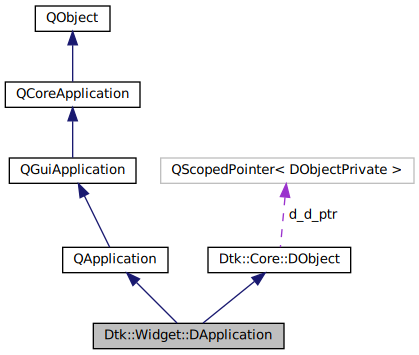 QObject
QCoreApplication
QGuiApplication
QScopedPointer< DObjectPrivate >
d_d_ptr
QApplication
Dtk::Core::DObject
Dtk::Widget::DApplication